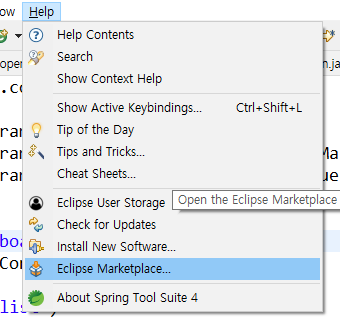 ow Help
Help Contents
open
Search
n.ja
Show Context Help
.co
Show Active Keybindings... Ctrl+Shift+L
ran
Tip of the Day
ran
Tips and Tricks...
Ma
ran
Cheat Sheets...
ue
Eclipse User Storage
Open the Eclipse Marketplace
Check for Updates
boa
Install New Software...
Con
Eclipse Marketplace...
About Spring Tool Suite 4
list